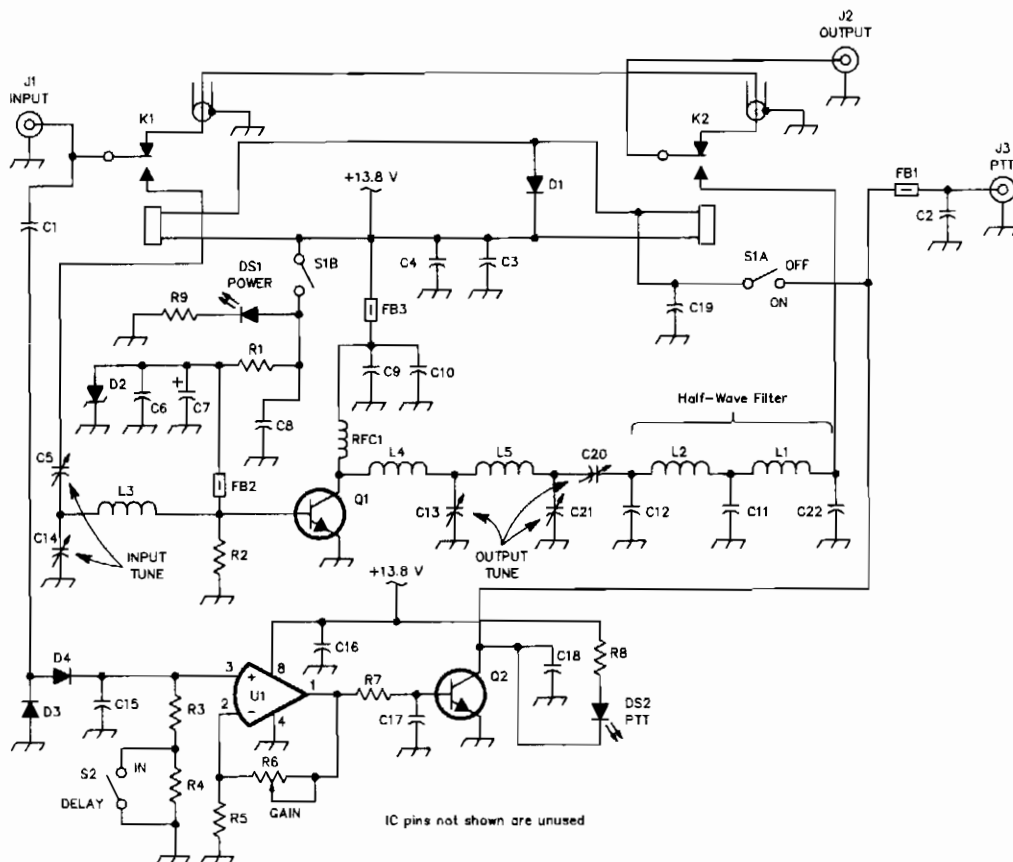 J2
OUTPUT
J1
INPUT
K1
K2
J3
PTT
FB1
+13.8 V
D1
C1
C2
S1B
C4
C3
S1A
OFF
ON
DS1
POWER
R9
FB3
C19
R1
C9
C10
D2
C6
+
C7
C8
Half-Wave Filter
RFC1
C5
L4
L5
C20
L2
L1
L3
FB2
Q1
C14
INPUT
TUNE
R2
C13
C21
C12
C11
C22
OUTPUT
TUNE
+13.8 V
C16
R8
D4
3
+
8
U1
1
R7
Q2
C18
D3
C15
R3
2
−
4
C17
DS2
PTT
S2
IN
R4
R6
DELAY
R5
GAIN
IC pins not shown are unused